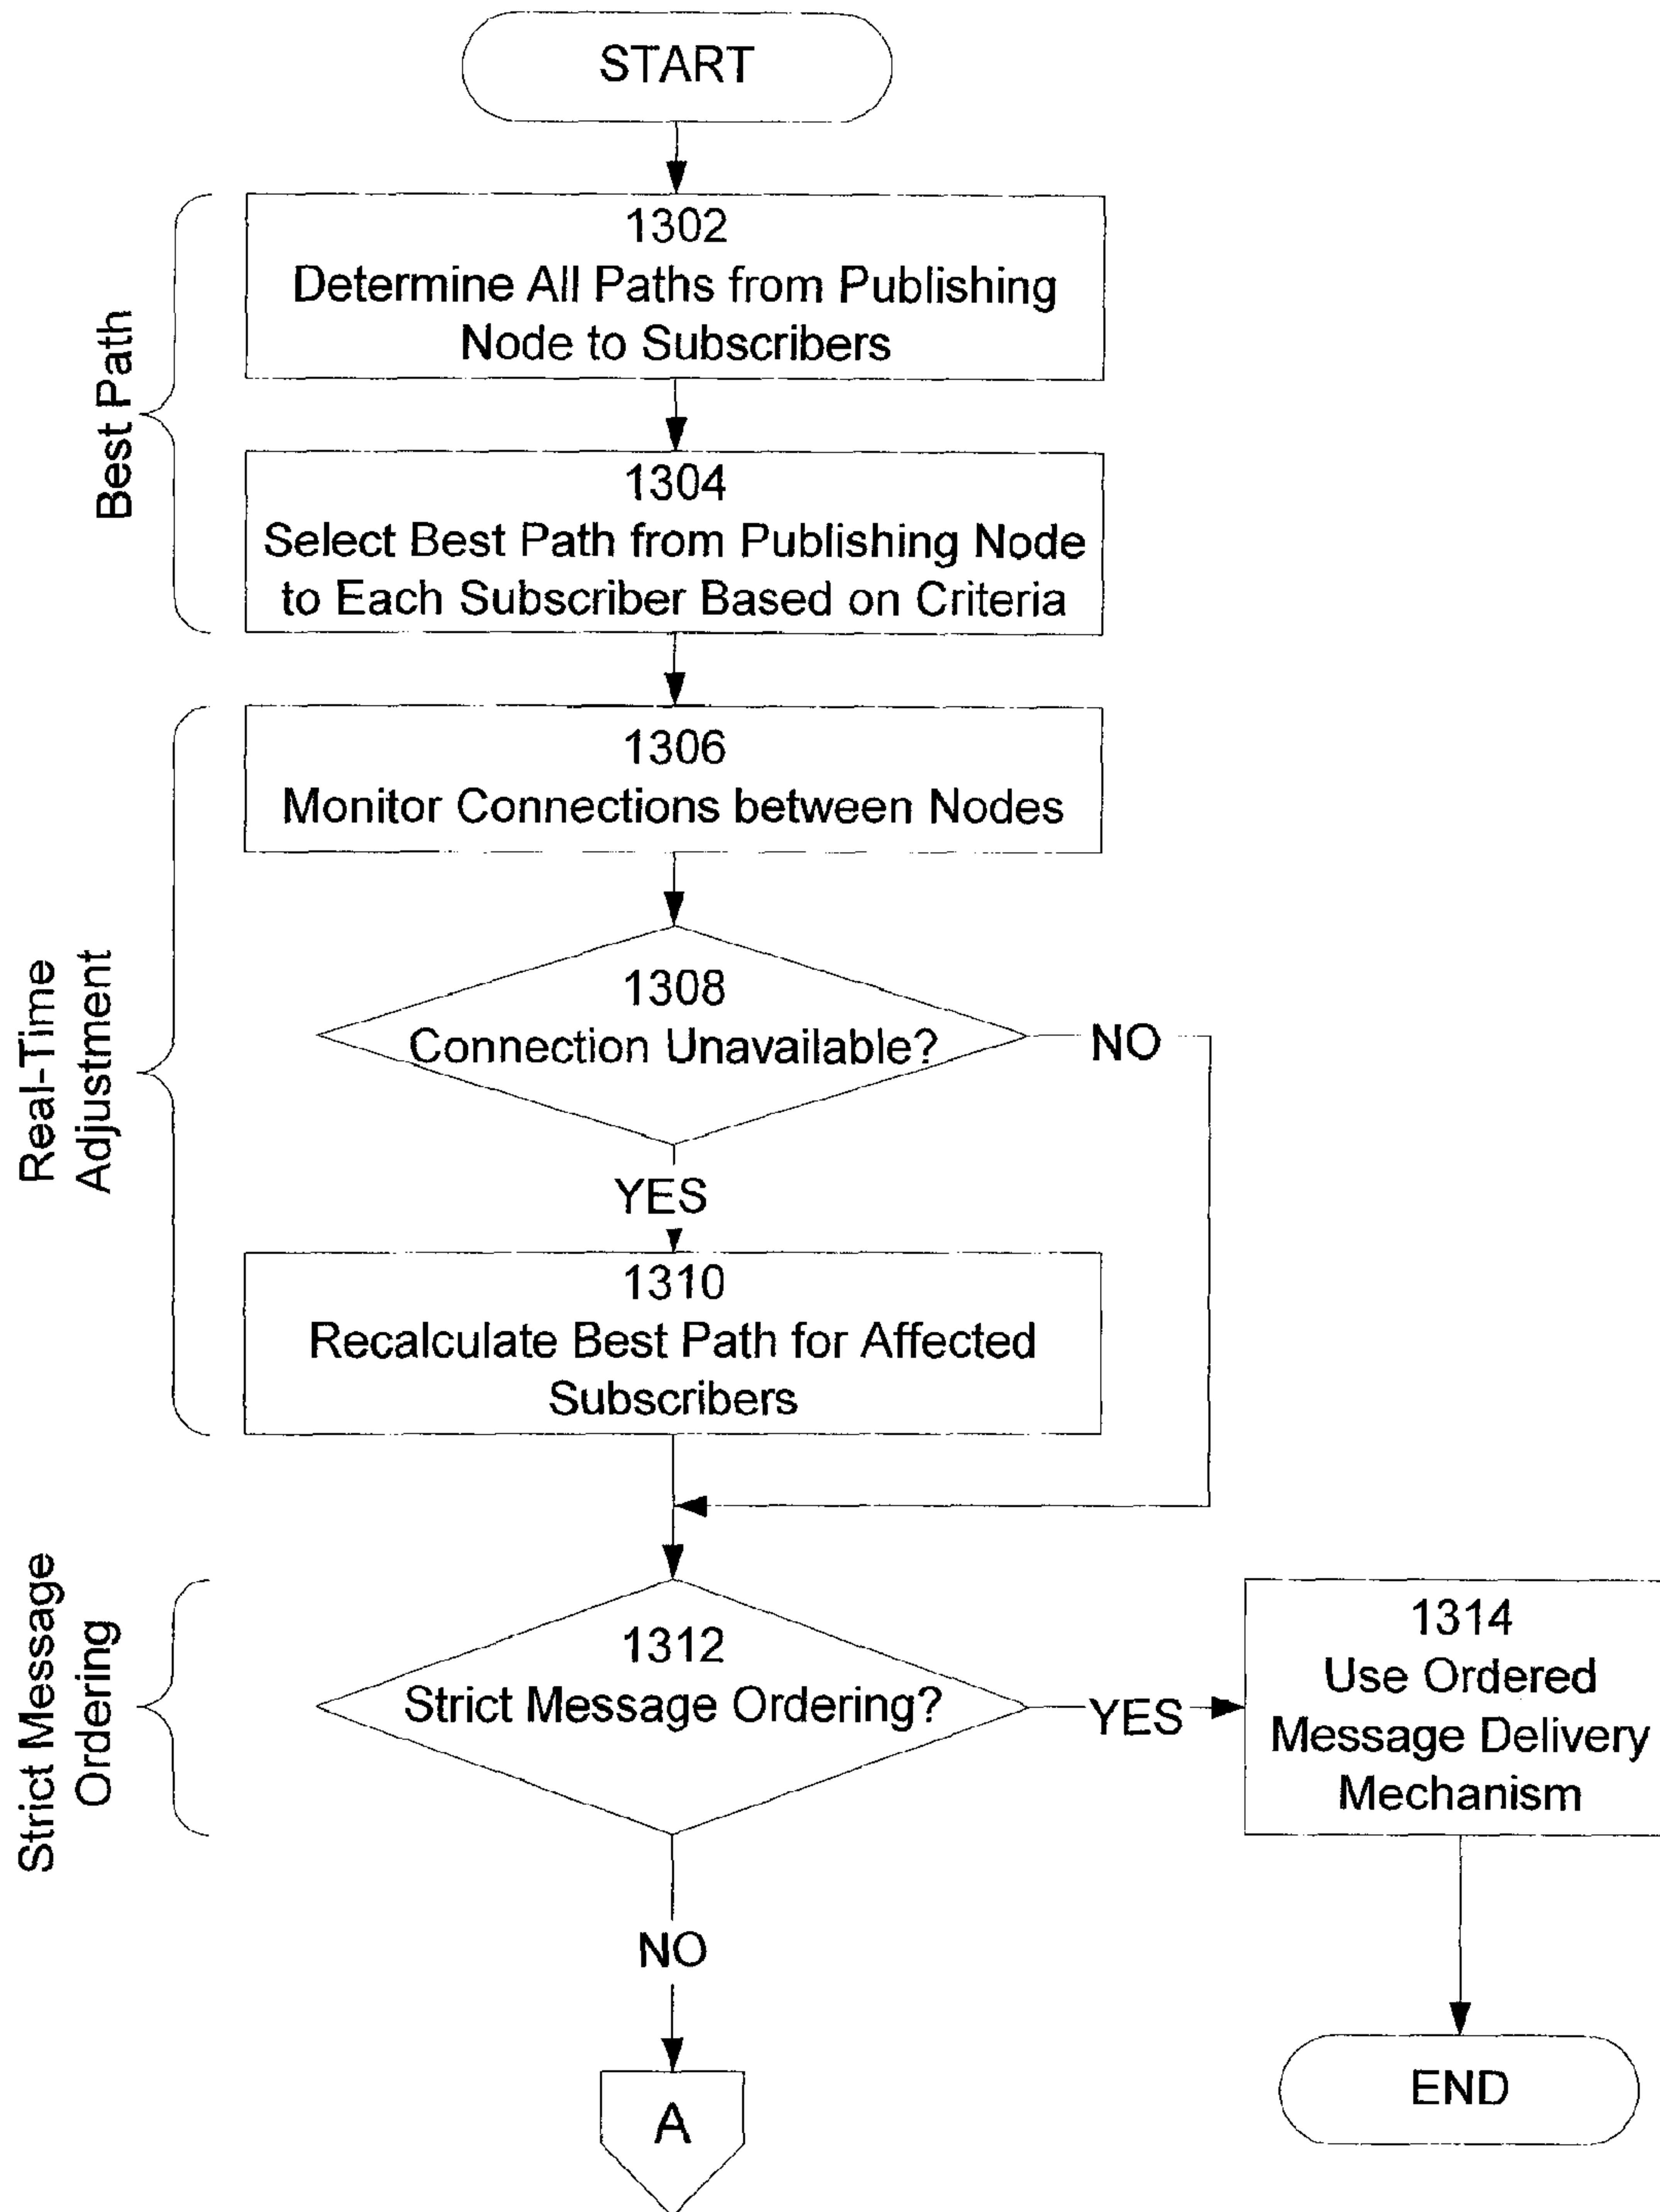 START
Best Path
1302
Determine All Paths from Publishing
Node to Subscribers
1304
Select Best Path from Publishing Node
to Each Subscriber Based on Criteria
Real-Time
Adjustment
1306
Monitor Connections between Nodes
1308
Connection Unavailable?
NO
YES
1310
Recalculate Best Path for Affected
Subscribers
Strict Message
Ordering
1312
Strict Message Ordering?
YES
1314
Use Ordered
Message Delivery
Mechanism
NO
A
END